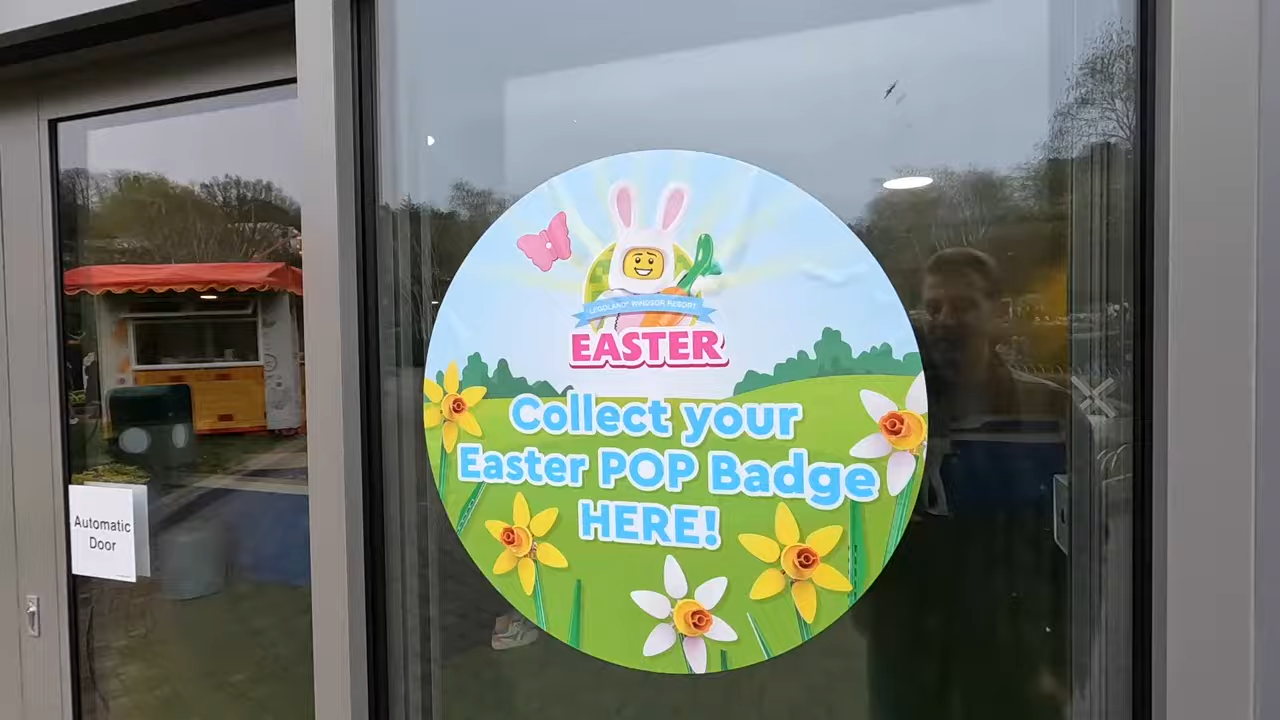 LEGOLAND® WINDSOR RESORT
EASTER
Collect your
Easter POP Badge
HERE!
Automatic
Door